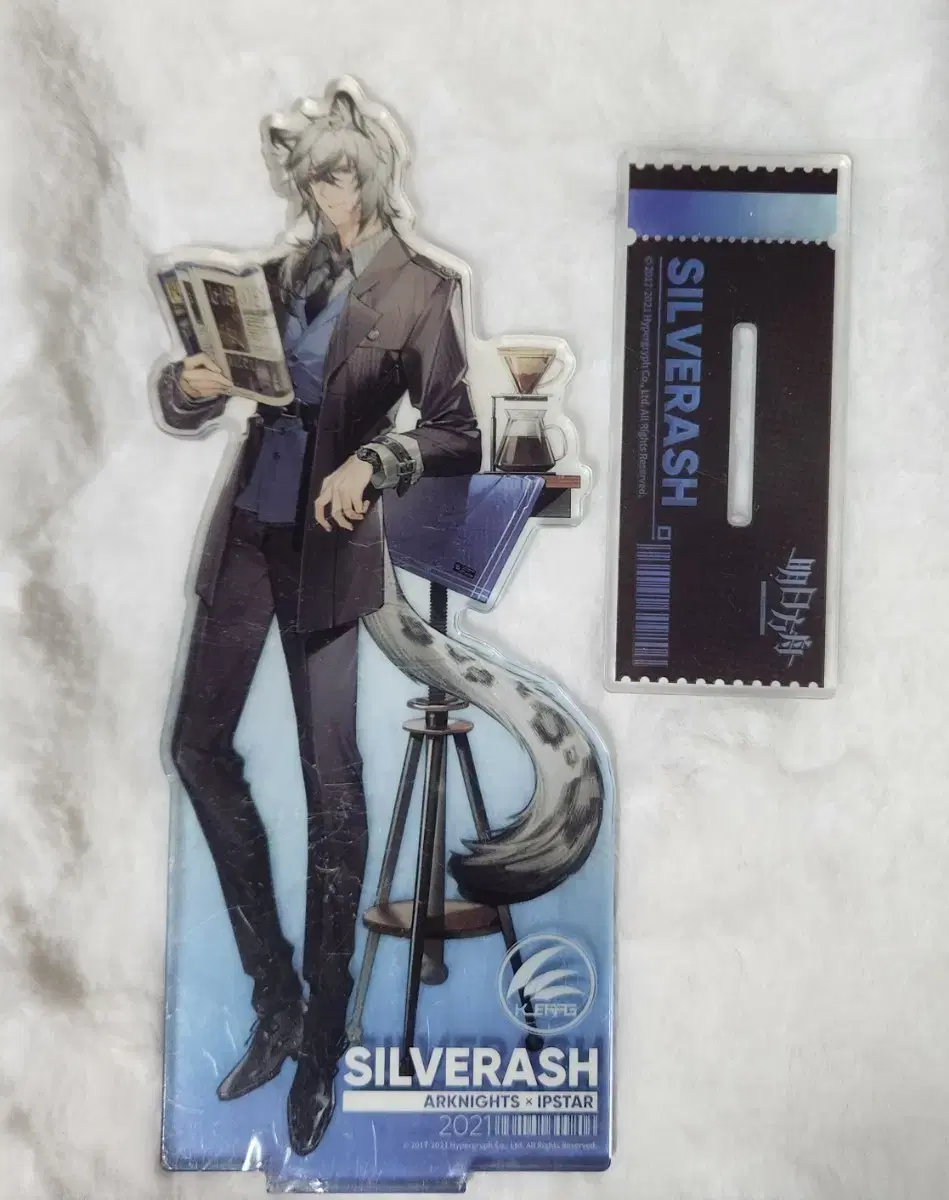 K EFFG
SILVERASH
ARKNIGHTS × IPSTAR
2021
© 2017-2021 Hypergryph Co., Ltd. All Rights Reserved.
SILVERASH
© 2017-2021 Hypergryph Co., Ltd. All Rights Reserved.
明日方舟